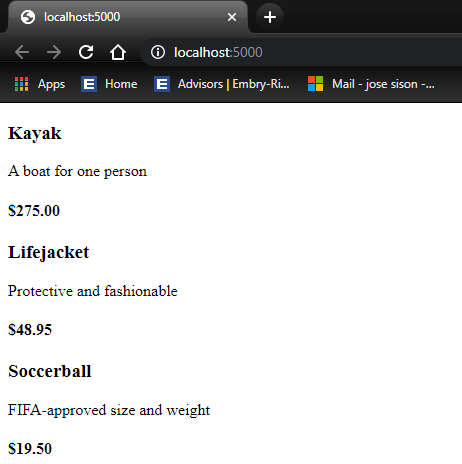 localhost:5000
localhost:5000
Apps Home Advisors | Embry-Ri... Mail - jose sison -...
Kayak
A boat for one person
$275.00
Lifejacket
Protective and fashionable
$48.95
Soccerball
FIFA-approved size and weight
$19.50